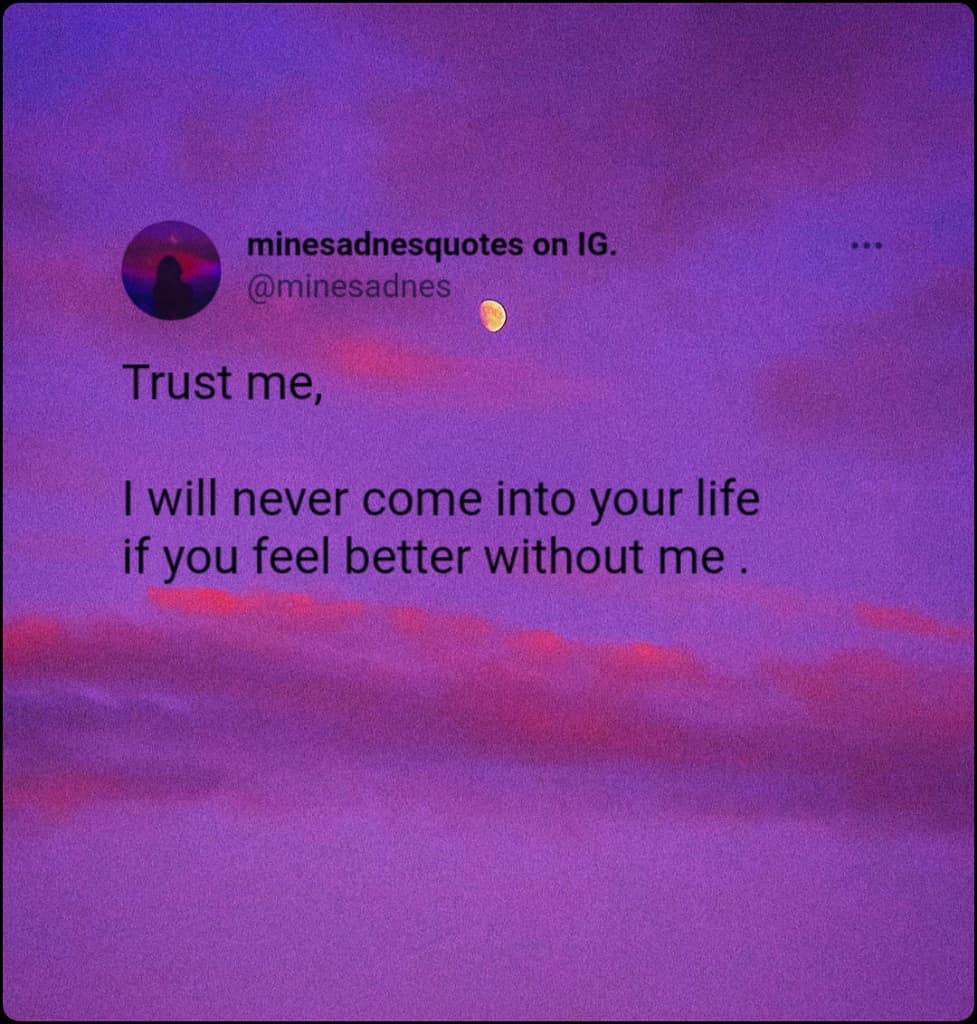 minesadnesquotes on IG.
@minesadnes
Trust me,
I will never come into your life
if you feel better without me .